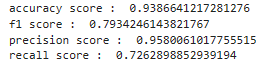 accuracy score :  0.9386641217281276
f1 score :  0.7934246143821767
precision score :  0.9580061017755515
recall score :  0.7262898852939194